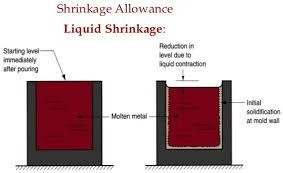 Shrinkage Allowance
Liquid Shrinkage:
Starting level
immediately
after pouring
Reduction in
level due to
liquid contraction
Molten metal
Initial
solidification
at mold wall